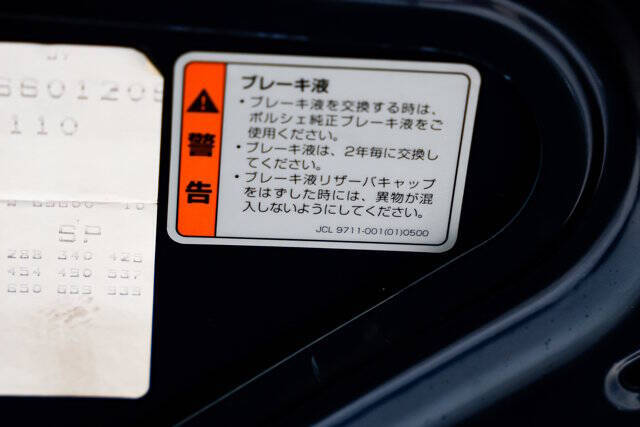 110
SP
288 340 428
ブレーキ液
警告
・ブレーキ液を交換する時は、
ポルシェ純正ブレーキ液をご
使用ください。
・ブレーキ液は、2年毎に交換し
てください。
・ブレーキ液リザーバキャップ
をはずした時には、異物が混
入しないようにしてください。
JCL 9711-001(01)0500